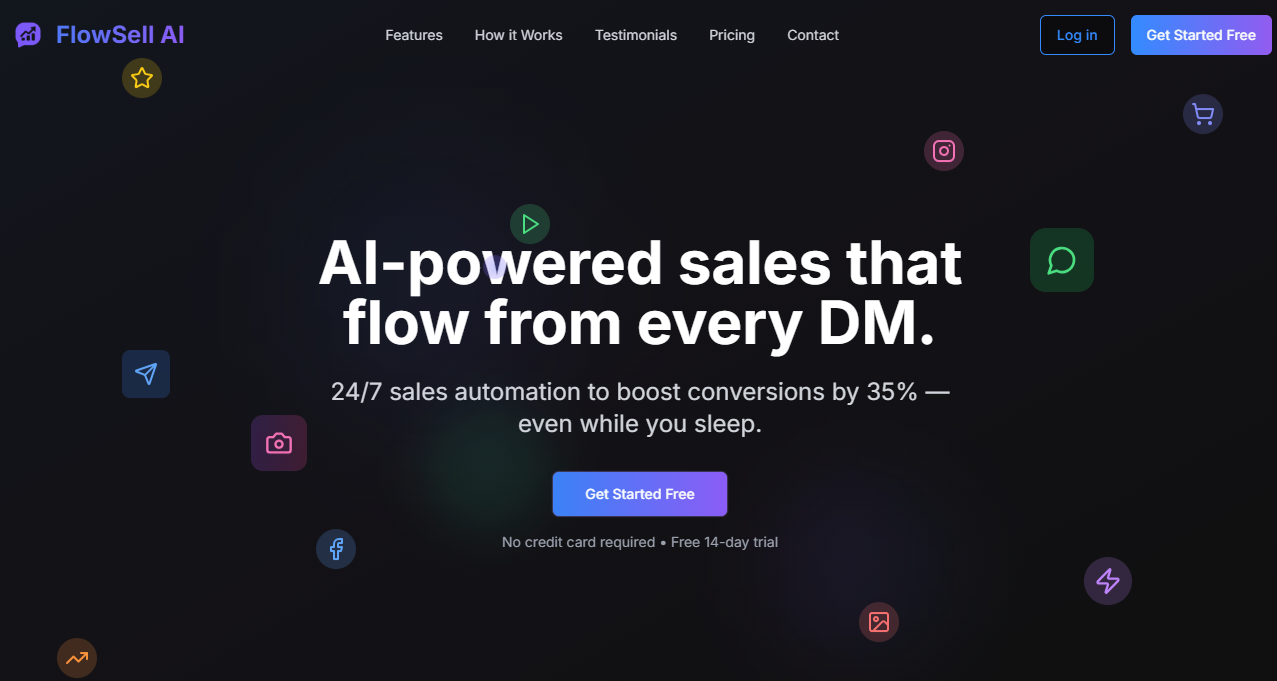 FlowSell AI
Features
How it Works
Testimonials
Pricing
Contact
Log in
Get Started Free
AI-powered sales that
flow from every DM.
24/7 sales automation to boost conversions by 35% —
even while you sleep.
Get Started Free
No credit card required • Free 14-day trial